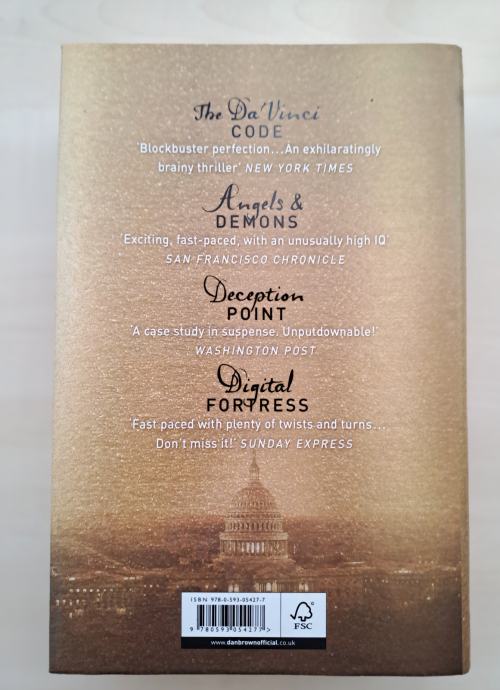 The Da Vinci
CODE
'Blockbuster perfection...An exhilaratingly
brainy thriller' NEW YORK TIMES
Angels &
DEMONS
'Exciting, fast-paced, with an unusually high IQ'
SAN FRANCISCO CHRONICLE
Deception
POINT
'A case study in suspense. Unputdownable!'
WASHINGTON POST
Digital
FORTRESS
'Fast paced with plenty of twists and turns...
Don't miss it!' SUNDAY EXPRESS
ISBN 978-0-593-05427-7
9 780593 054277 >
FSC
www.danbrownofficial.co.uk